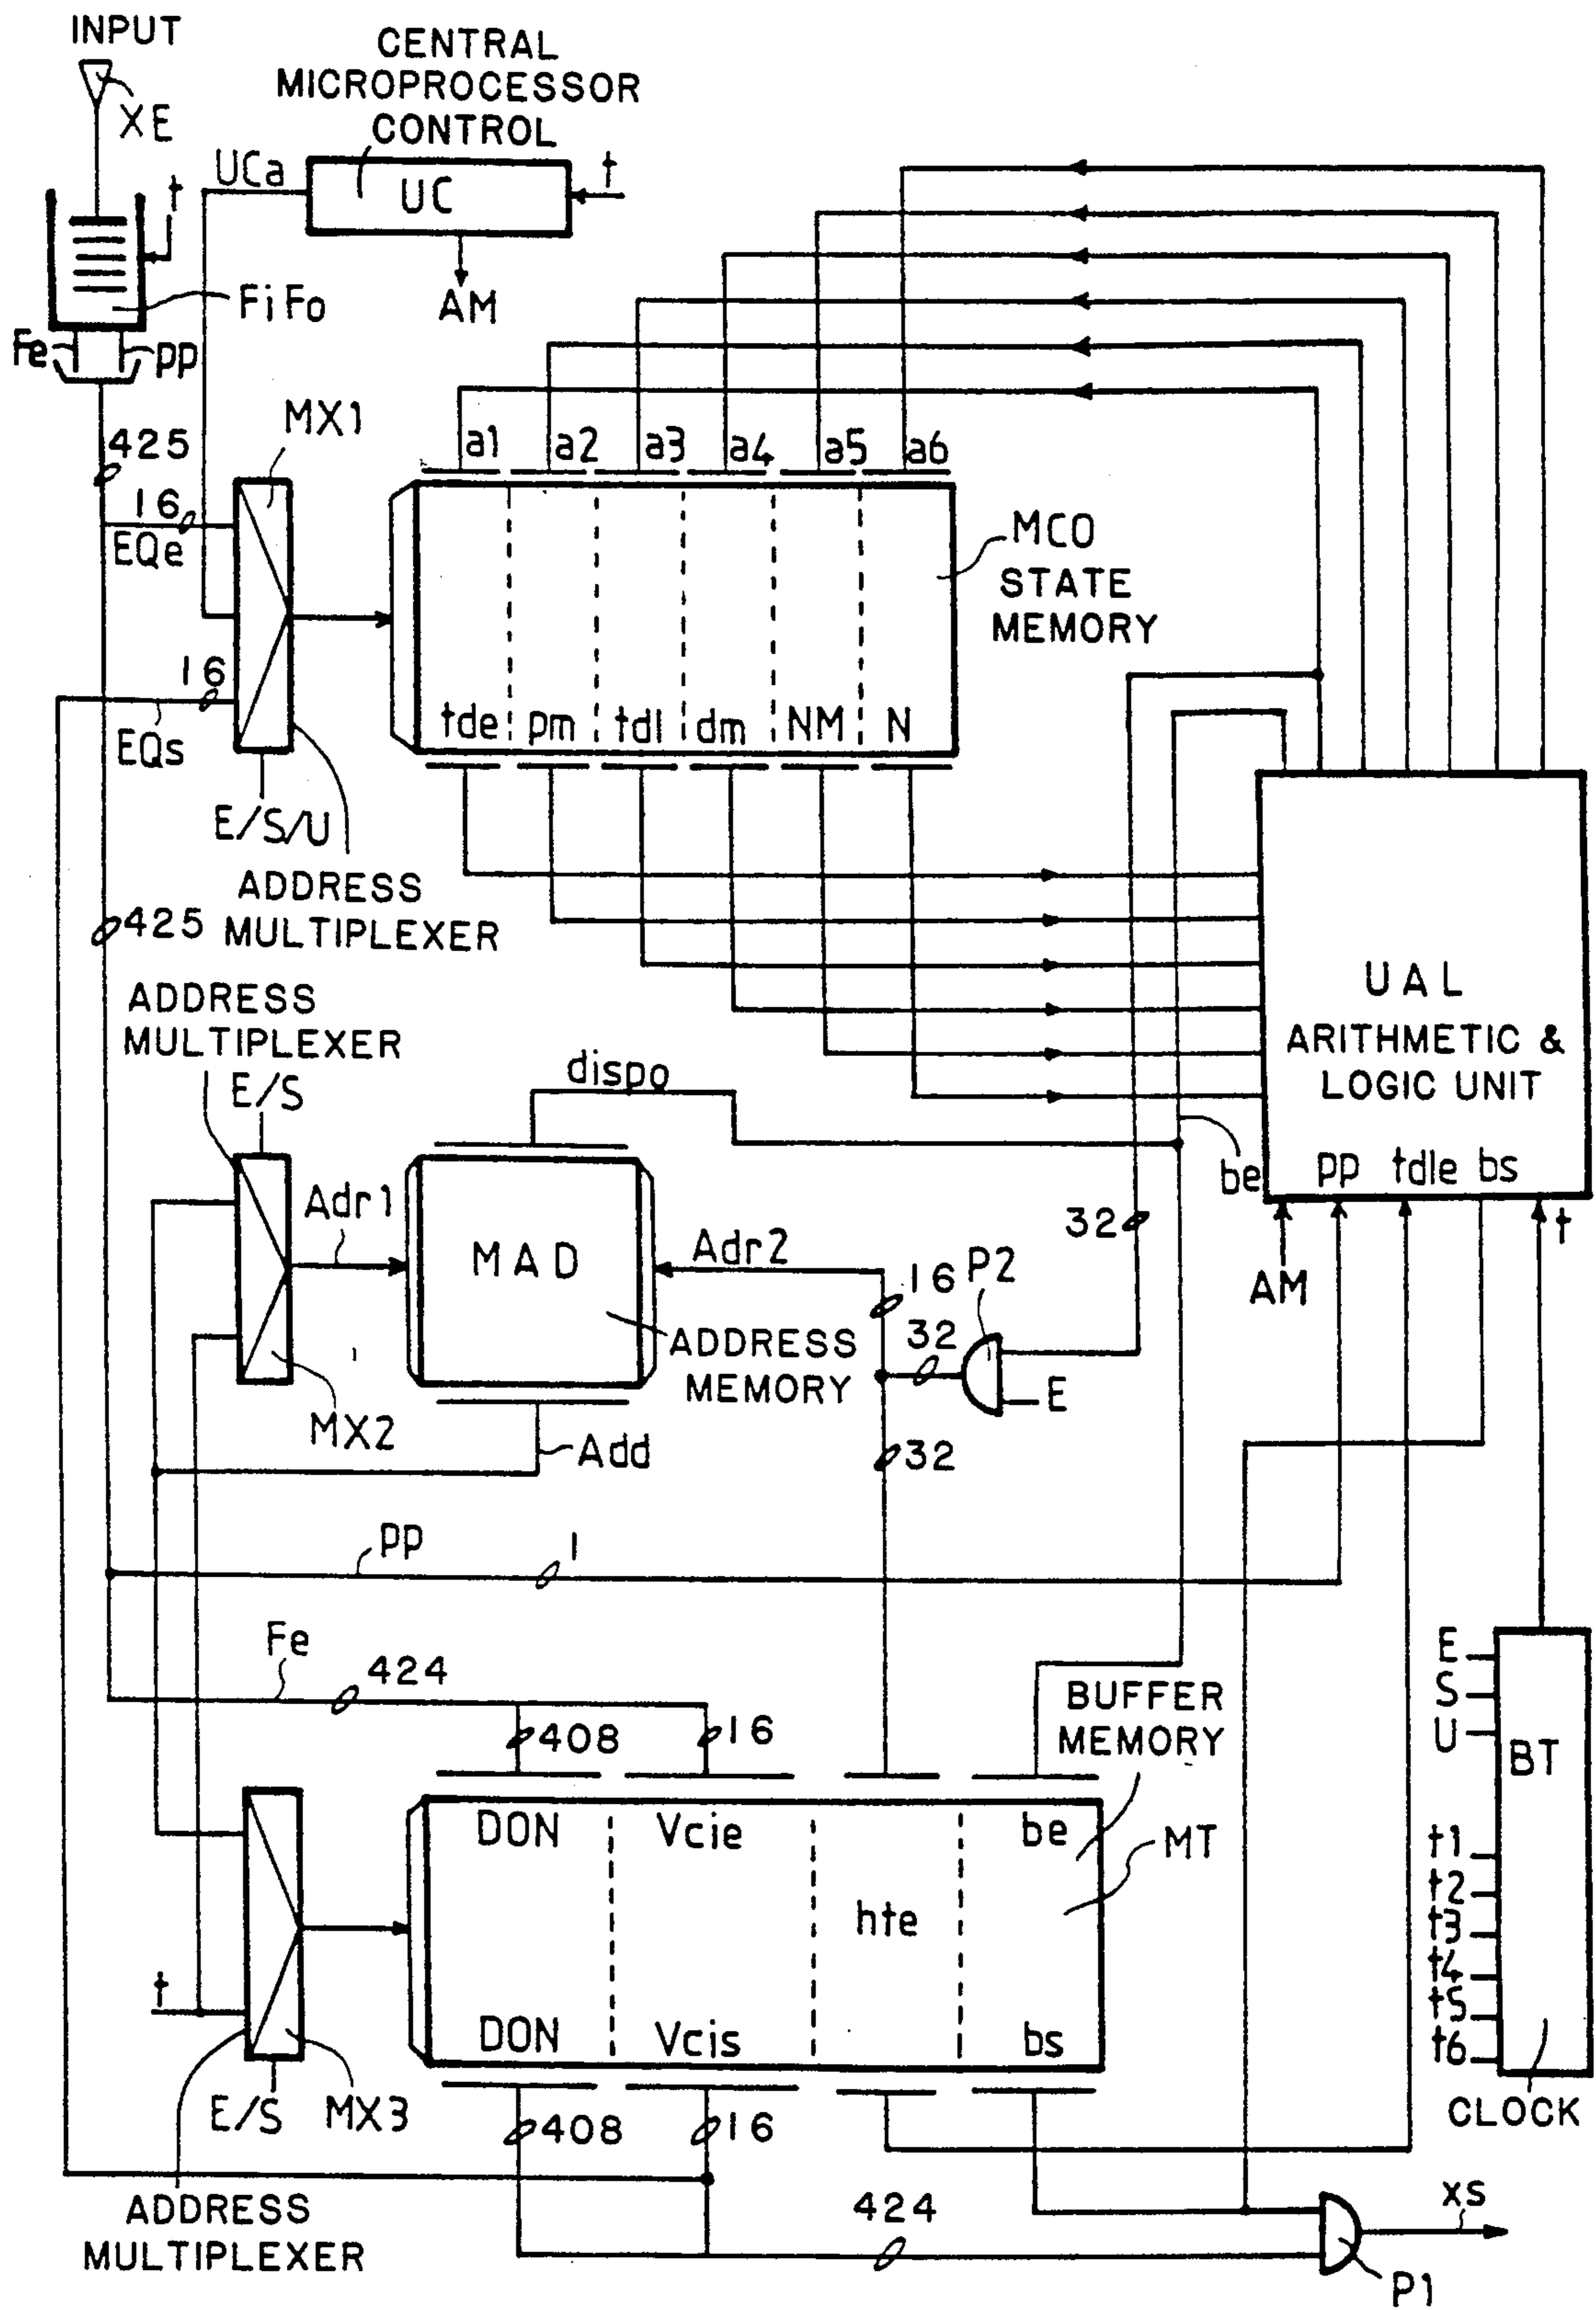 INPUT
XE
CENTRAL
MICROPROCESSOR
CONTROL
UCa
UC
t
t
AM
FiFo
Fe
pp
MX1
425
16
EQe
a1
a2
a3
a4
a5
a6
MCO
STATE
MEMORY
16
EQs
tde
pm
tdl
dm
NM
N
E/S/U
ADDRESS
MULTIPLEXER
425
UAL
ARITHMETIC &
LOGIC UNIT
pp
tdle
bs
ADDRESS
MULTIPLEXER
E/S
dispo
be
32
t
AM
Adr1
MAD
Adr2
16
P2
32
E
ADDRESS
MEMORY
MX2
Add
32
pp
1
Fe
424
408
16
BUFFER
MEMORY
E
S
U
BT
t1
t2
t3
t4
t5
t6
CLOCK
DON
Vcie
be
MT
hte
t
DON
Vcis
bs
E/S
MX3
408
16
ADDRESS
MULTIPLEXER
424
xs
P1